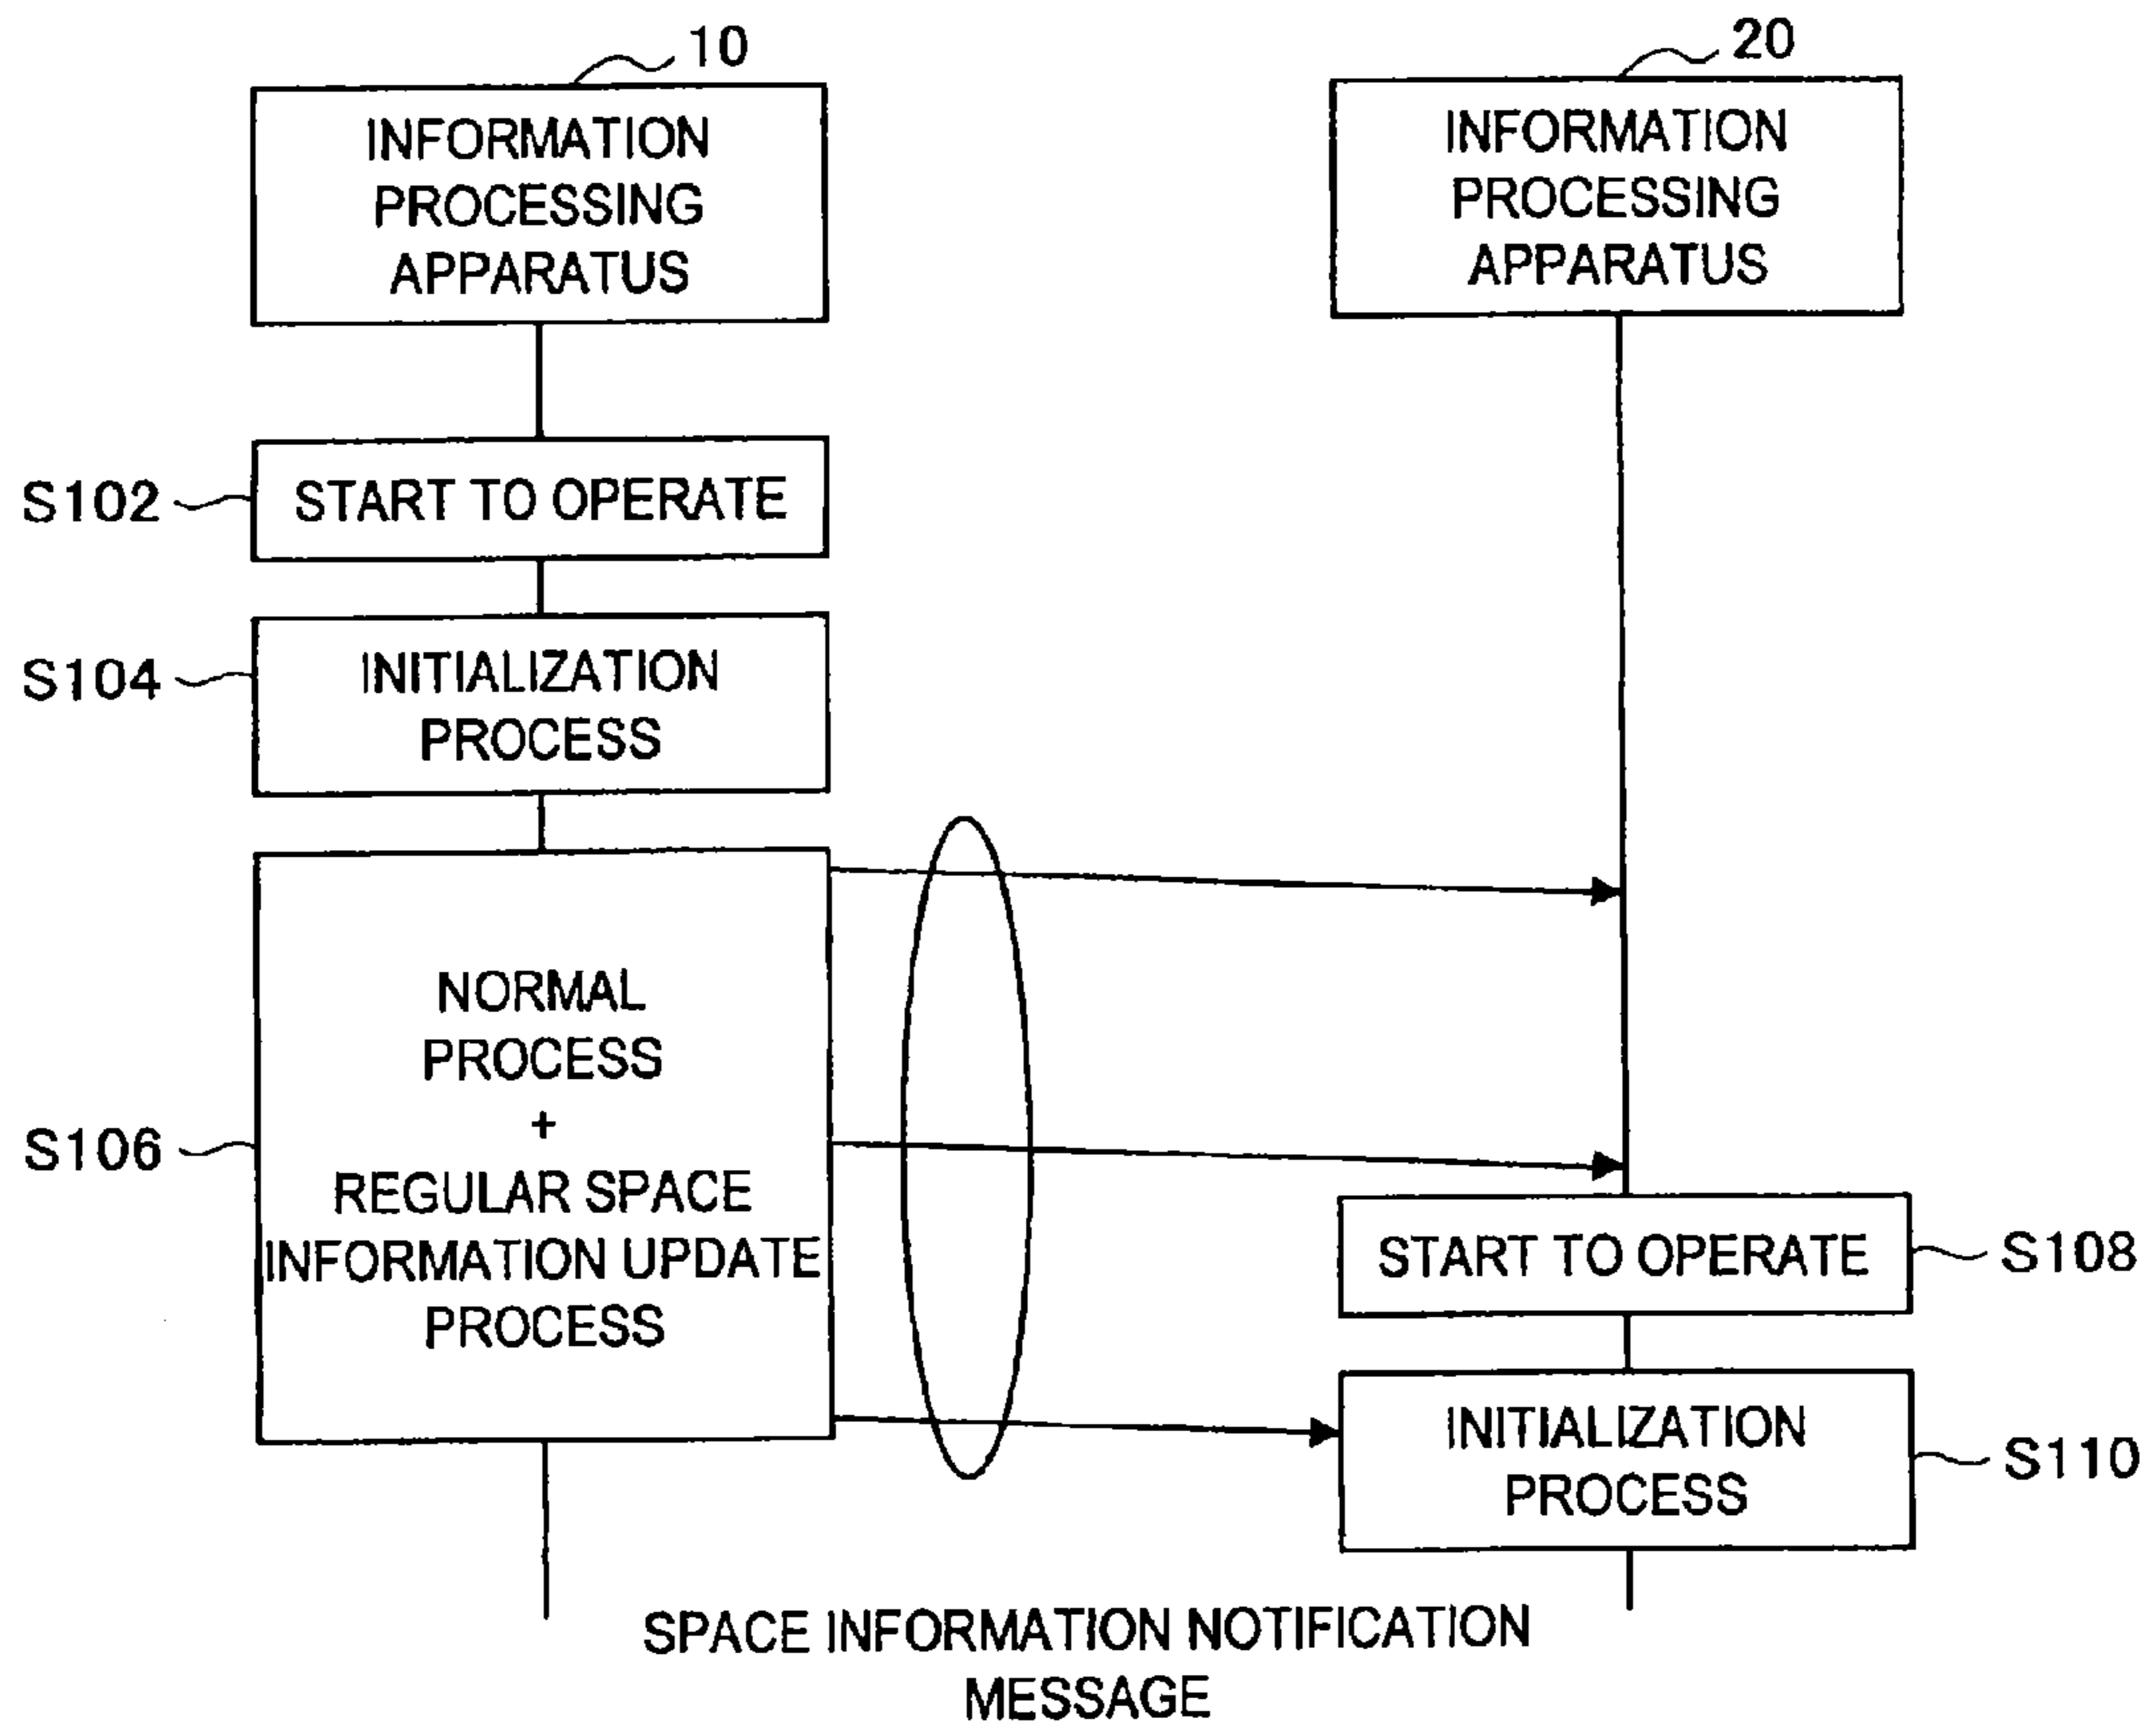 10
INFORMATION
PROCESSING
APPARATUS
20
INFORMATION
PROCESSING
APPARATUS
S102
START TO OPERATE
S104
INITIALIZATION
PROCESS
S106
NORMAL
PROCESS
+
REGULAR SPACE
INFORMATION UPDATE
PROCESS
START TO OPERATE
S108
INITIALIZATION
PROCESS
S110
SPACE INFORMATION NOTIFICATION
MESSAGE